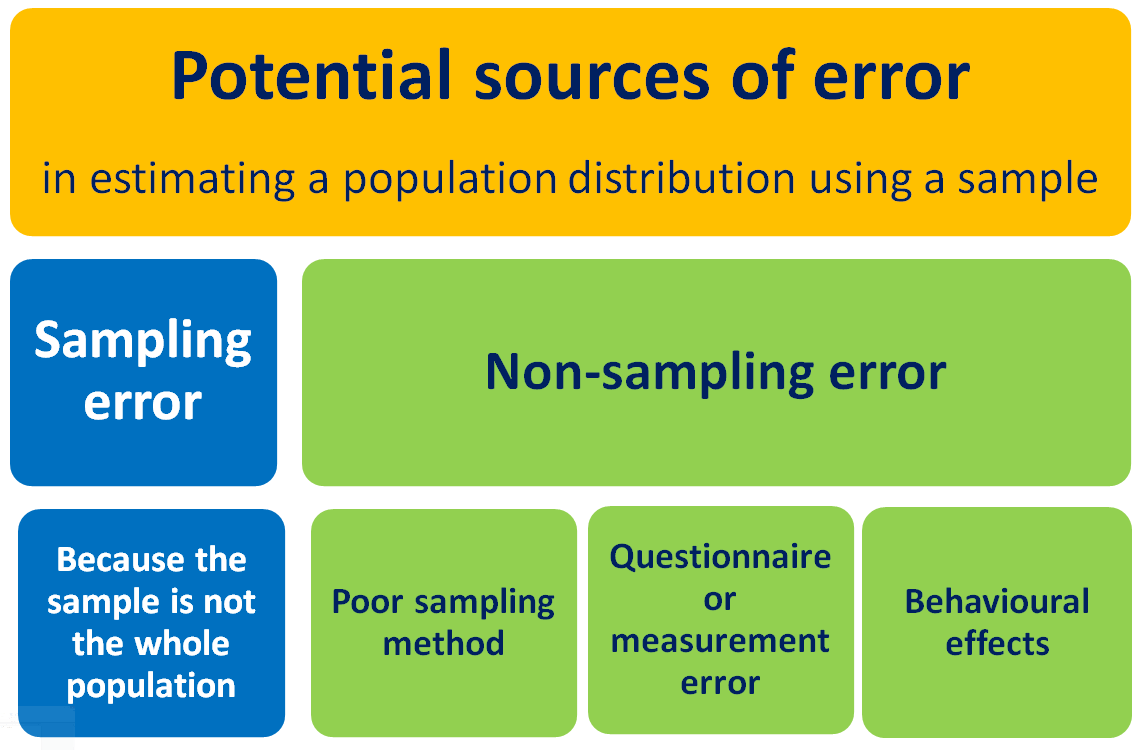 Potential sources of error
in estimating a population distribution using a sample
Sampling
error
Non-sampling error
Because the
sample is not
the whole
population
Poor sampling
method
Questionnaire
or
measurement
error
Behavioural
effects